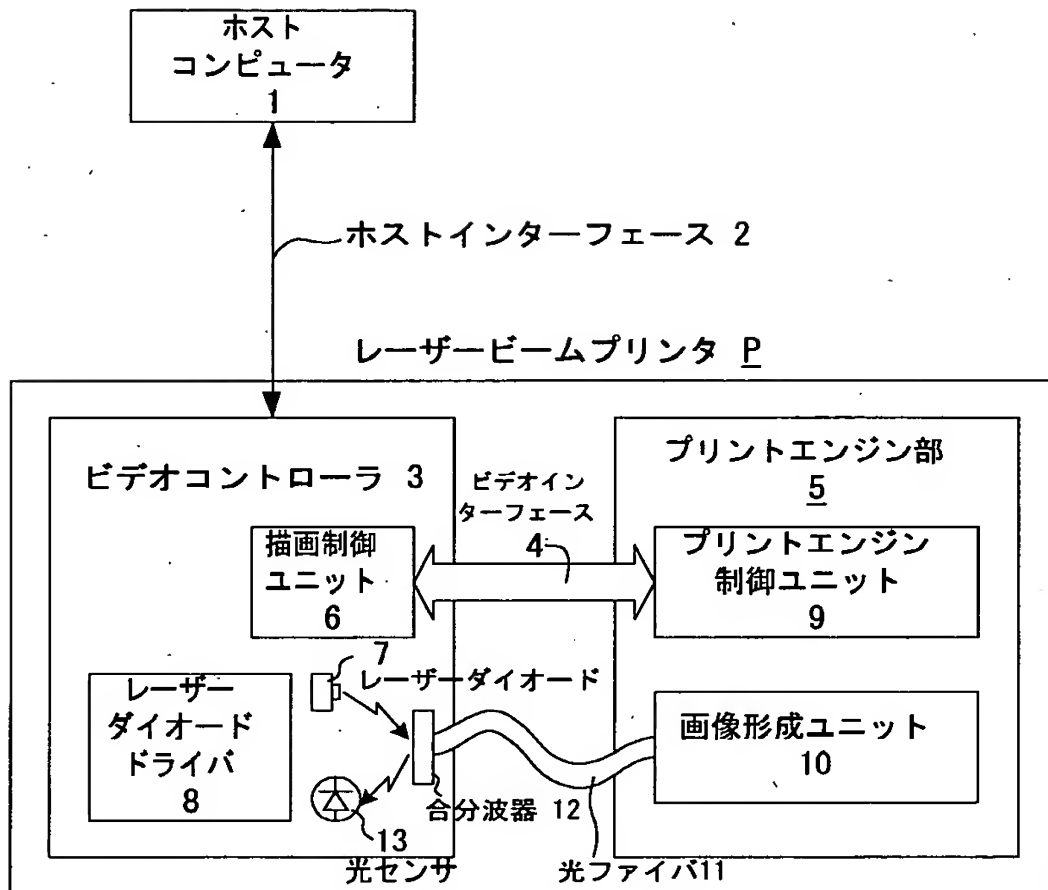 ホスト
コンピュータ
1
ホストインターフェース 2
レーザービームプリンタ P
ビデオコントローラ 3
ビデオイン
ターフェース
4
プリントエンジン部
5
描画制御
ユニット
6
プリントエンジン
制御ユニット
9
7
レーザーダイオード
レーザー
ダイオード
ドライバ
8
画像形成ユニット
10
合分波器 12
13
光センサ
光ファイバ11